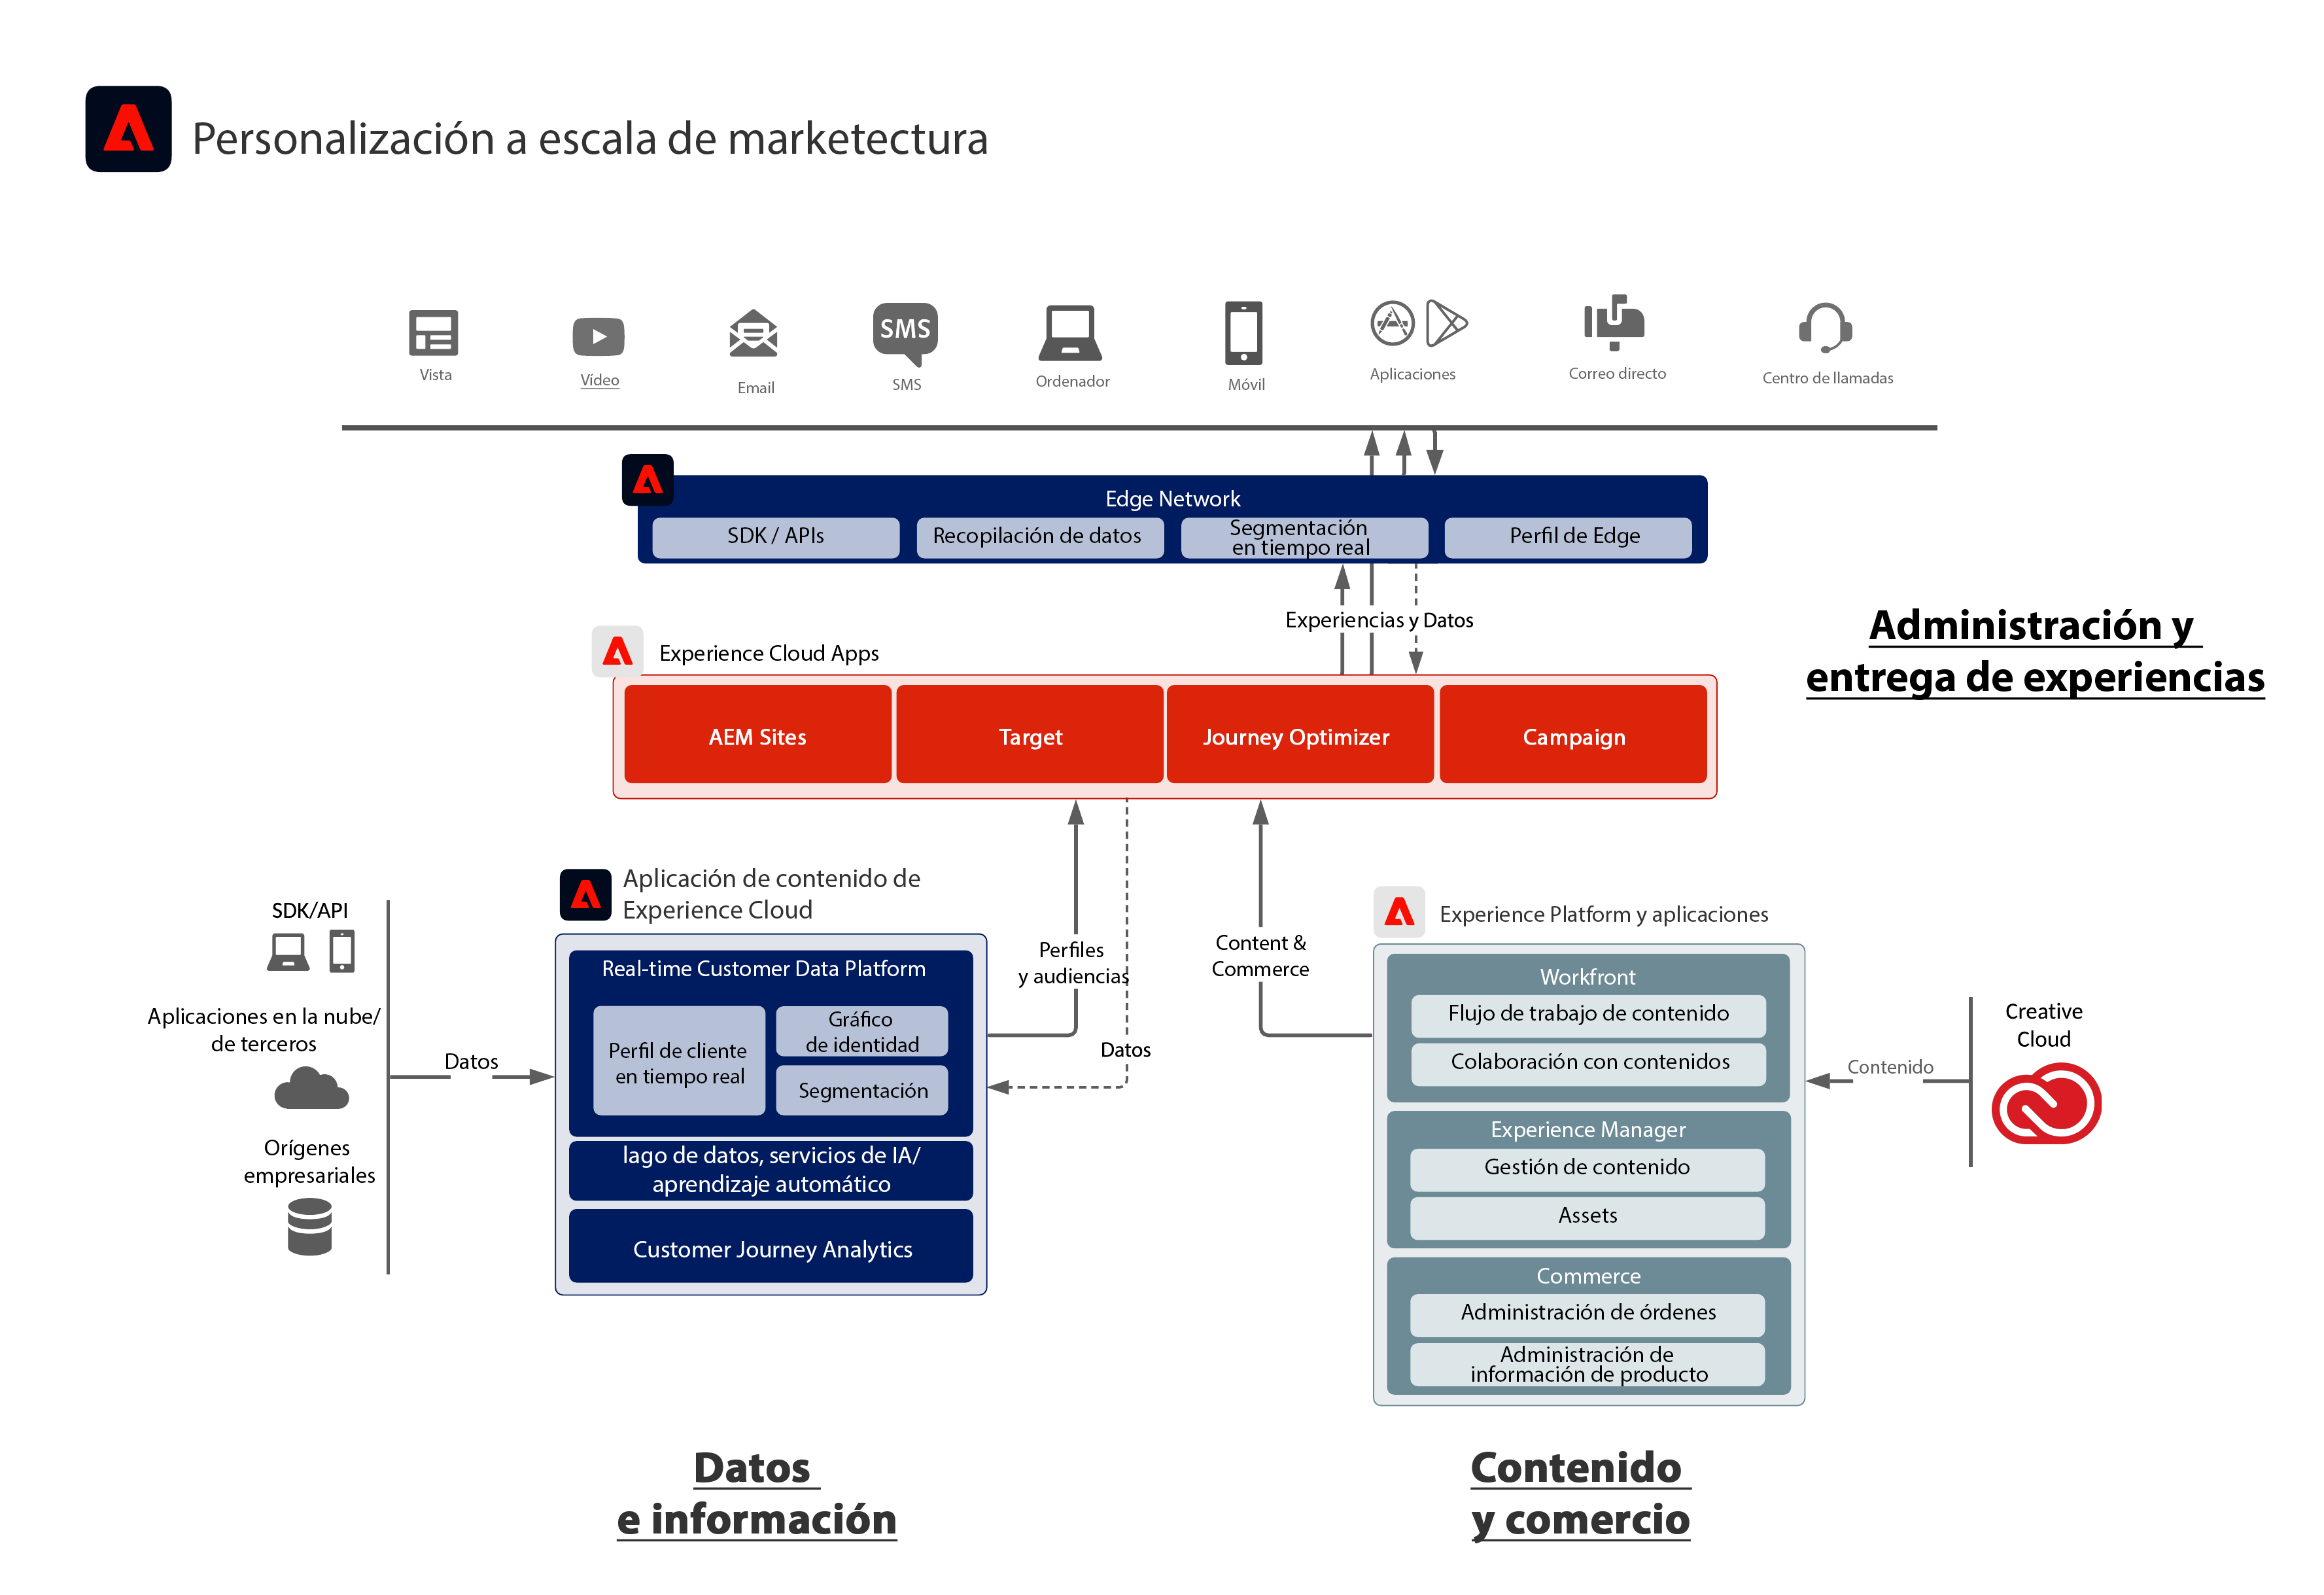 Personalización a escala de marketectura
Vista
Vídeo
Email
SMS
SMS
Ordenador
Móvil
Aplicaciones
Correo directo
Centro de llamadas
Edge Network
SDK / APIs
Recopilación de datos
Segmentación
en tiempo real
Perfil de Edge
Experiencias y Datos
Administración y
entrega de experiencias
Experience Cloud Apps
AEM Sites
Target
Journey Optimizer
Campaign
SDK/API
Aplicaciones en la nube/
de terceros
Orígenes
empresariales
Datos
Aplicación de contenido de
Experience Cloud
Real-time Customer Data Platform
Perfil de cliente
en tiempo real
Gráfico
de identidad
Segmentación
lago de datos, servicios de IA/
aprendizaje automático
Customer Journey Analytics
Perfiles
y audiencias
Datos
Content &
Commerce
Experience Platform y aplicaciones
Workfront
Flujo de trabajo de contenido
Colaboración con contenidos
Experience Manager
Gestión de contenido
Assets
Commerce
Administración de órdenes
Administración de
información de producto
Contenido
Creative
Cloud
Datos
e información
Contenido
y comercio